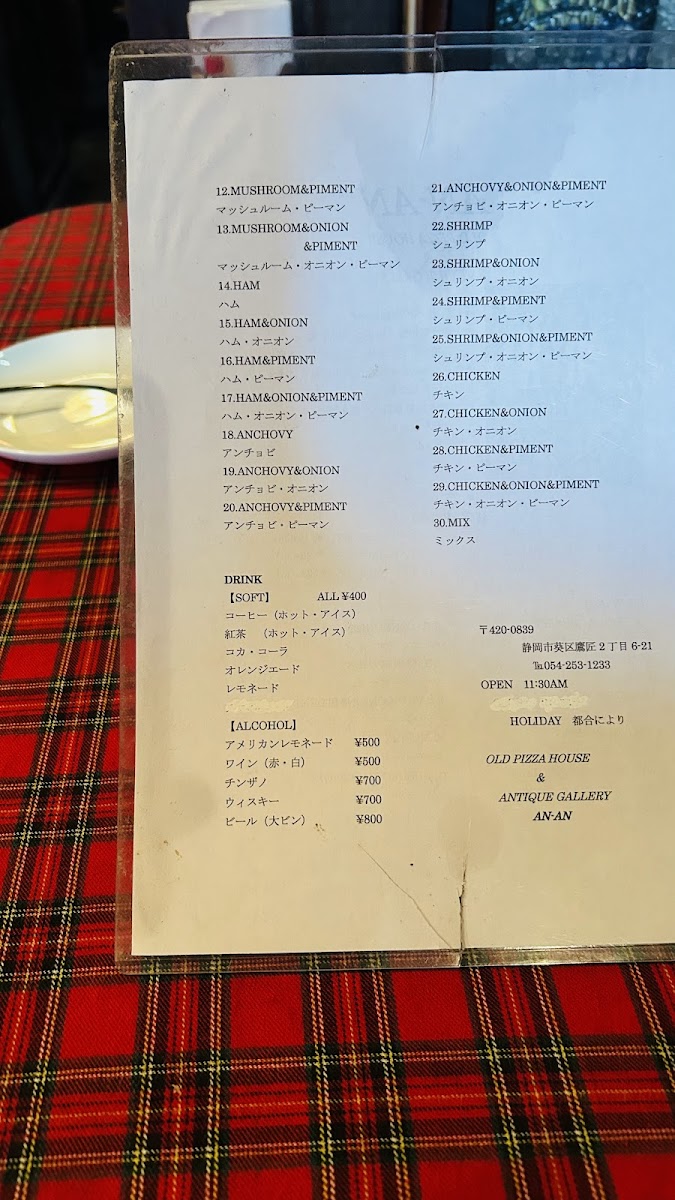 12.MUSHROOM&PIMENT
マッシュルーム・ピーマン
13.MUSHROOM&ONION
&PIMENT
マッシュルーム・オニオン・ピーマン
14.HAM
ハム
15.HAM&ONION
ハム・オニオン
16.HAM&PIMENT
ハム・ピーマン
17.HAM&ONION&PIMENT
ハム・オニオン・ピーマン
18.ANCHOVY
アンチョビ
19.ANCHOVY&ONION
アンチョビ・オニオン
20.ANCHOVY&PIMENT
アンチョビ・ピーマン
21.ANCHOVY&ONION&PIMENT
アンチョビ・オニオン・ピーマン
22.SHRIMP
シュリンプ
23.SHRIMP&ONION
シュリンプ・オニオン
24.SHRIMP&PIMENT
シュリンプ・ピーマン
25.SHRIMP&ONION&PIMENT
シュリンプ・オニオン・ピーマン
26.CHICKEN
チキン
27.CHICKEN&ONION
チキン・オニオン
28.CHICKEN&PIMENT
チキン・ピーマン
29.CHICKEN&ONION&PIMENT
チキン・オニオン・ピーマン
30.MIX
ミックス
DRINK
【SOFT】 ALL ¥400
コーヒー（ホット・アイス）
紅茶 （ホット・アイス）
コカ・コーラ
オレンジエード
レモネード
【ALCOHOL】
アメリカンレモネード ¥500
ワイン（赤・白） ¥500
チンザノ ¥700
ウィスキー ¥700
ビール（大ビン） ¥800
〒420-0839
静岡市葵区鷹匠2丁目6-21
℡054-253-1233
OPEN 11:30AM
HOLIDAY 都合により
OLD PIZZA HOUSE
&
ANTIQUE GALLERY
AN-AN